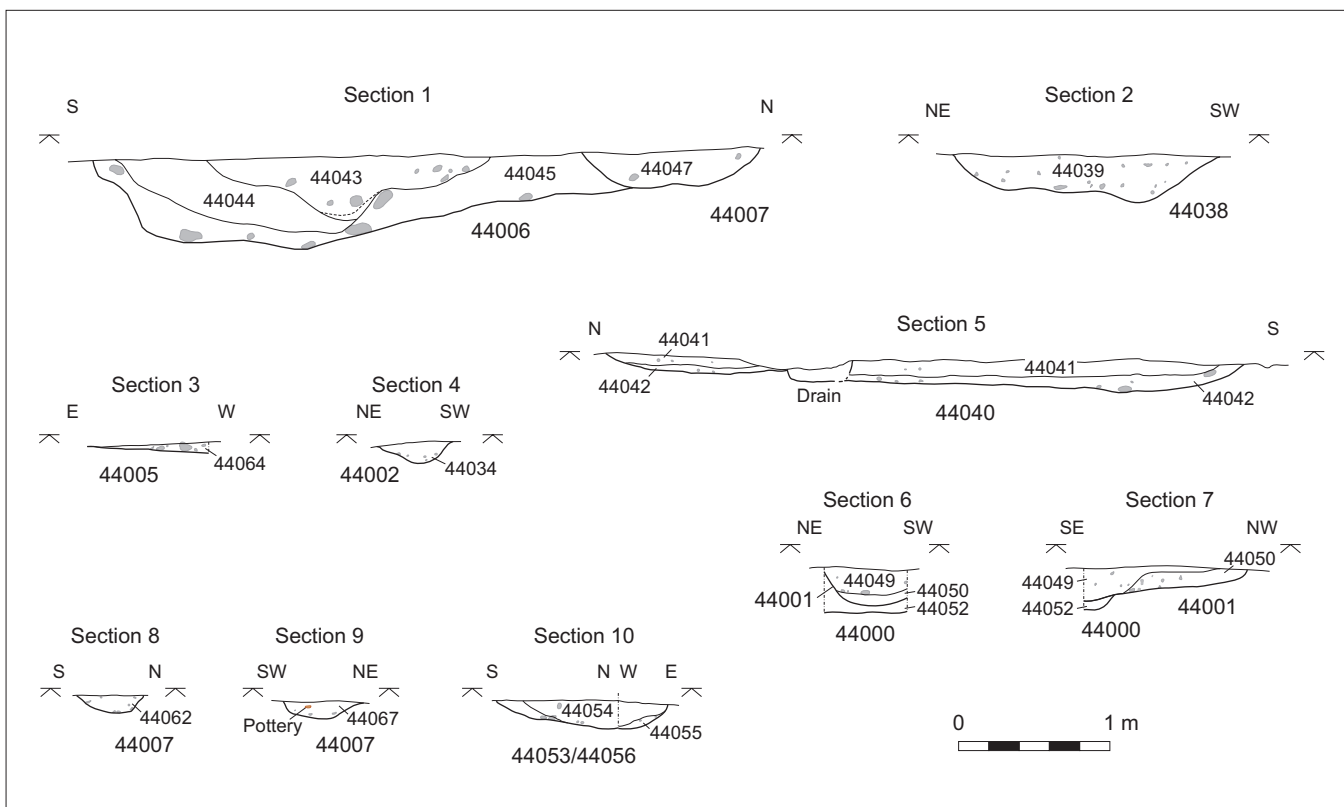 Section 1
S
N
44043
44044
44045
44047
44006
44007
Section 2
NE
SW
44039
44038
Section 3
E
W
44064
44005
Section 4
NE
SW
44002
44034
Section 5
N
S
44041
44042
44041
Drain
44040
44042
Section 6
NE
SW
44049
44001
44050
44052
44000
Section 7
SE
NW
44050
44049
44052
44001
44000
Section 8
S
N
44062
44007
Section 9
SW
NE
Pottery
44067
44007
Section 10
S
N W
E
44054
44055
44053/44056
0
1 m